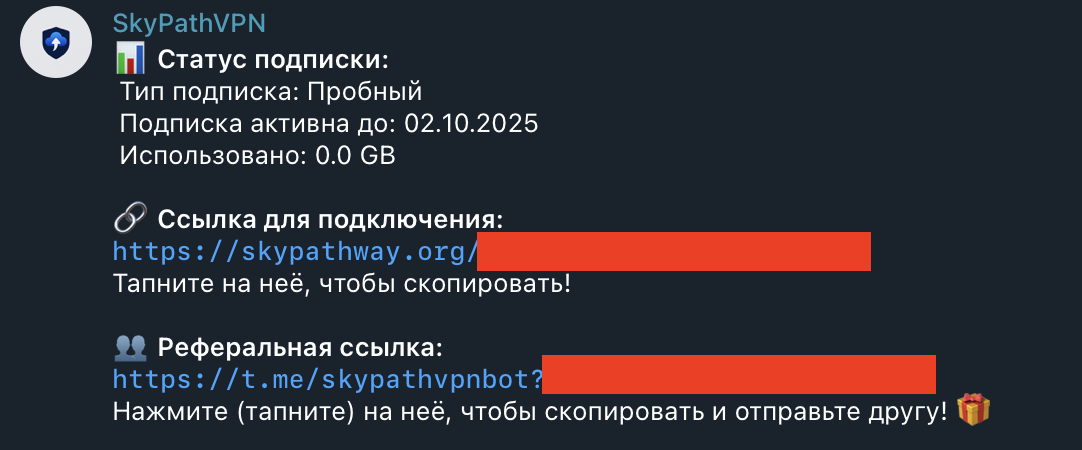 SkyPathVPN
📊 Статус подписки:
Тип подписка: Пробный
Подписка активна до: 02.10.2025
Использовано: 0.0 GB
🔗 Ссылка для подключения:
https://skypathway.org/
Тапните на неё, чтобы скопировать!
👥 Реферальная ссылка:
https://t.me/skypathvpnbot?
Нажмите (тапните) на неё, чтобы скопировать и отправьте другу! 🎁